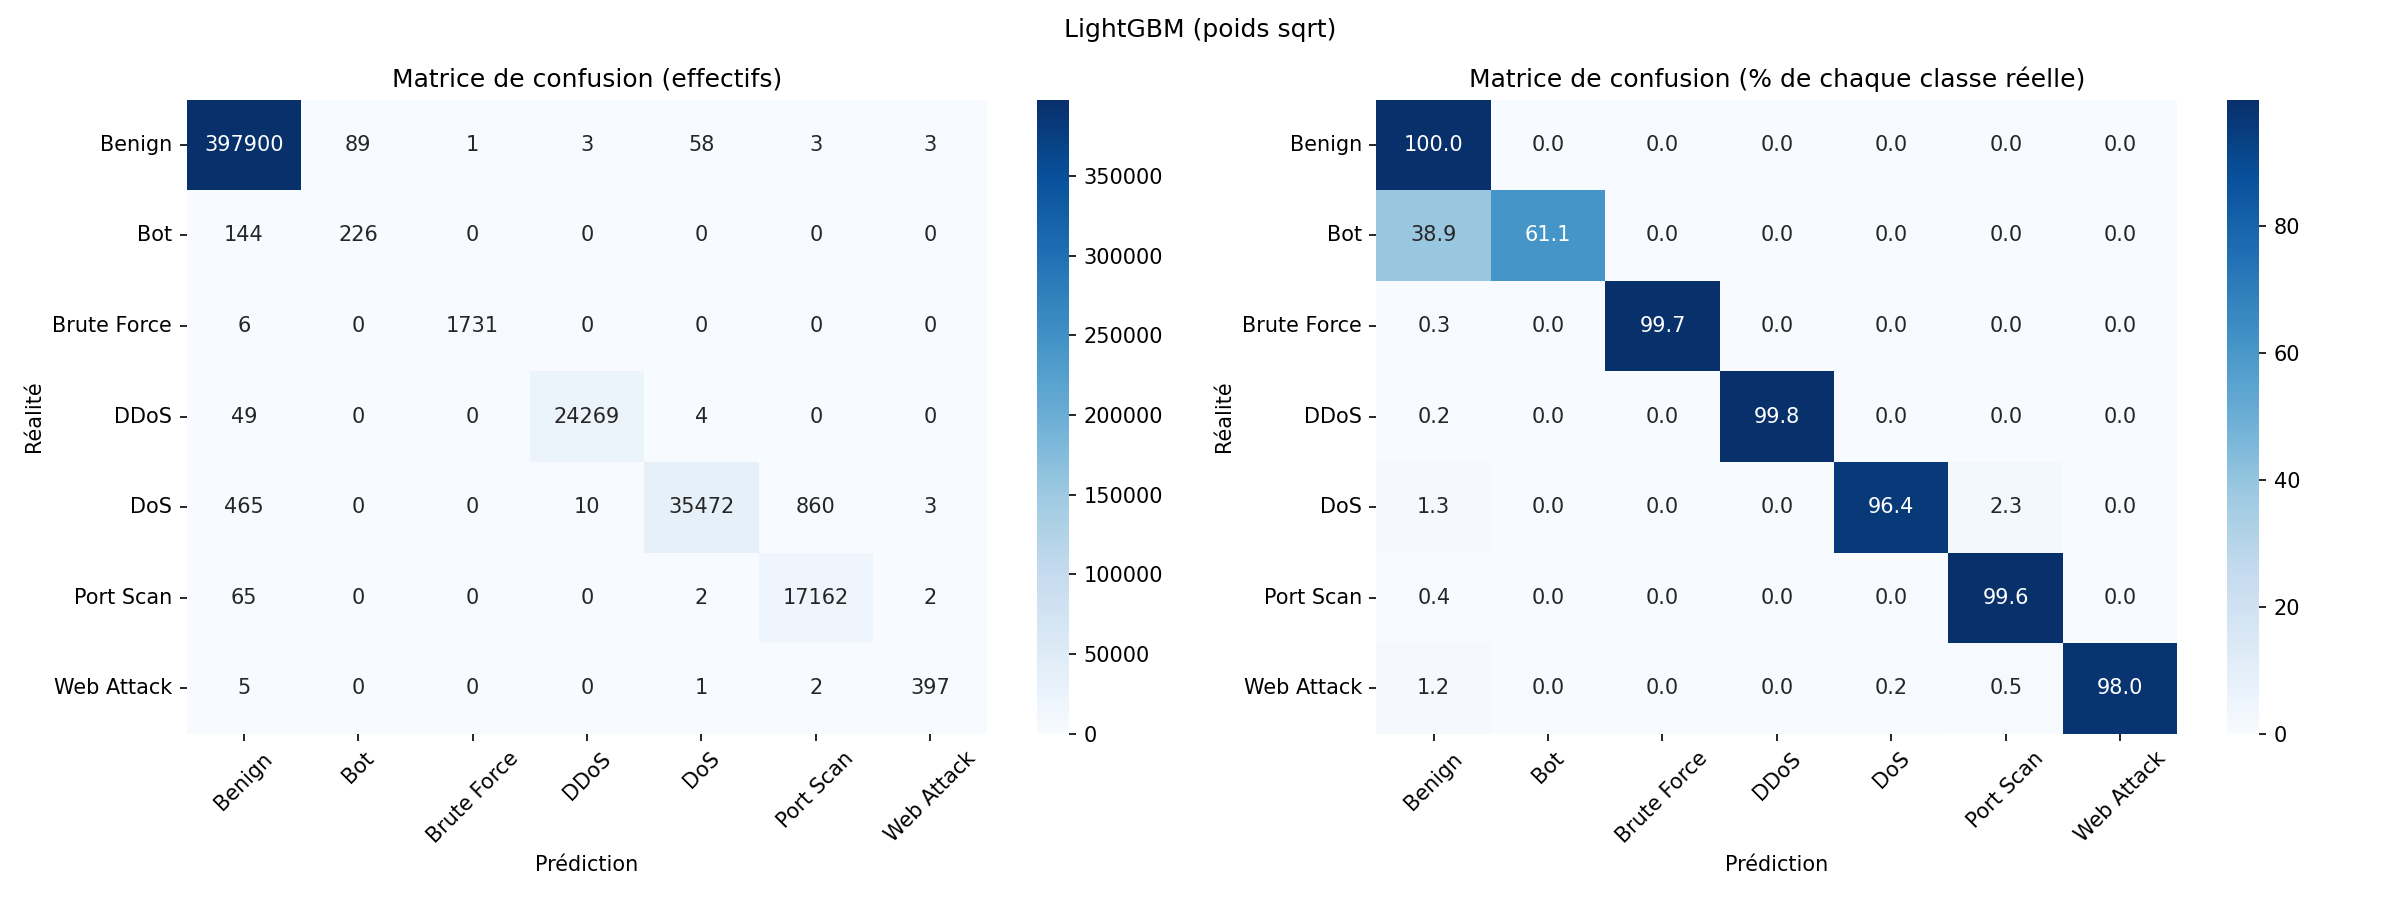 LightGBM (poids sqrt)
Matrice de confusion (effectifs)
Réalité
Benign 397900 89 1 3 58 3 3
Bot 144 226 0 0 0 0 0
Brute Force 6 0 1731 0 0 0 0
DDoS 49 0 0 24269 4 0 0
DoS 465 0 0 10 35472 860 3
Port Scan 65 0 0 0 2 17162 2
Web Attack 5 0 0 0 1 2 397
Benign Bot Brute Force DDoS DoS Port Scan Web Attack
Prédiction
350000
300000
250000
200000
150000
100000
50000
0
Matrice de confusion (% de chaque classe réelle)
Réalité
Benign 100.0 0.0 0.0 0.0 0.0 0.0 0.0
Bot 38.9 61.1 0.0 0.0 0.0 0.0 0.0
Brute Force 0.3 0.0 99.7 0.0 0.0 0.0 0.0
DDoS 0.2 0.0 0.0 99.8 0.0 0.0 0.0
DoS 1.3 0.0 0.0 0.0 96.4 2.3 0.0
Port Scan 0.4 0.0 0.0 0.0 0.0 99.6 0.0
Web Attack 1.2 0.0 0.0 0.0 0.2 0.5 98.0
Benign Bot Brute Force DDoS DoS Port Scan Web Attack
Prédiction
80
60
40
20
0